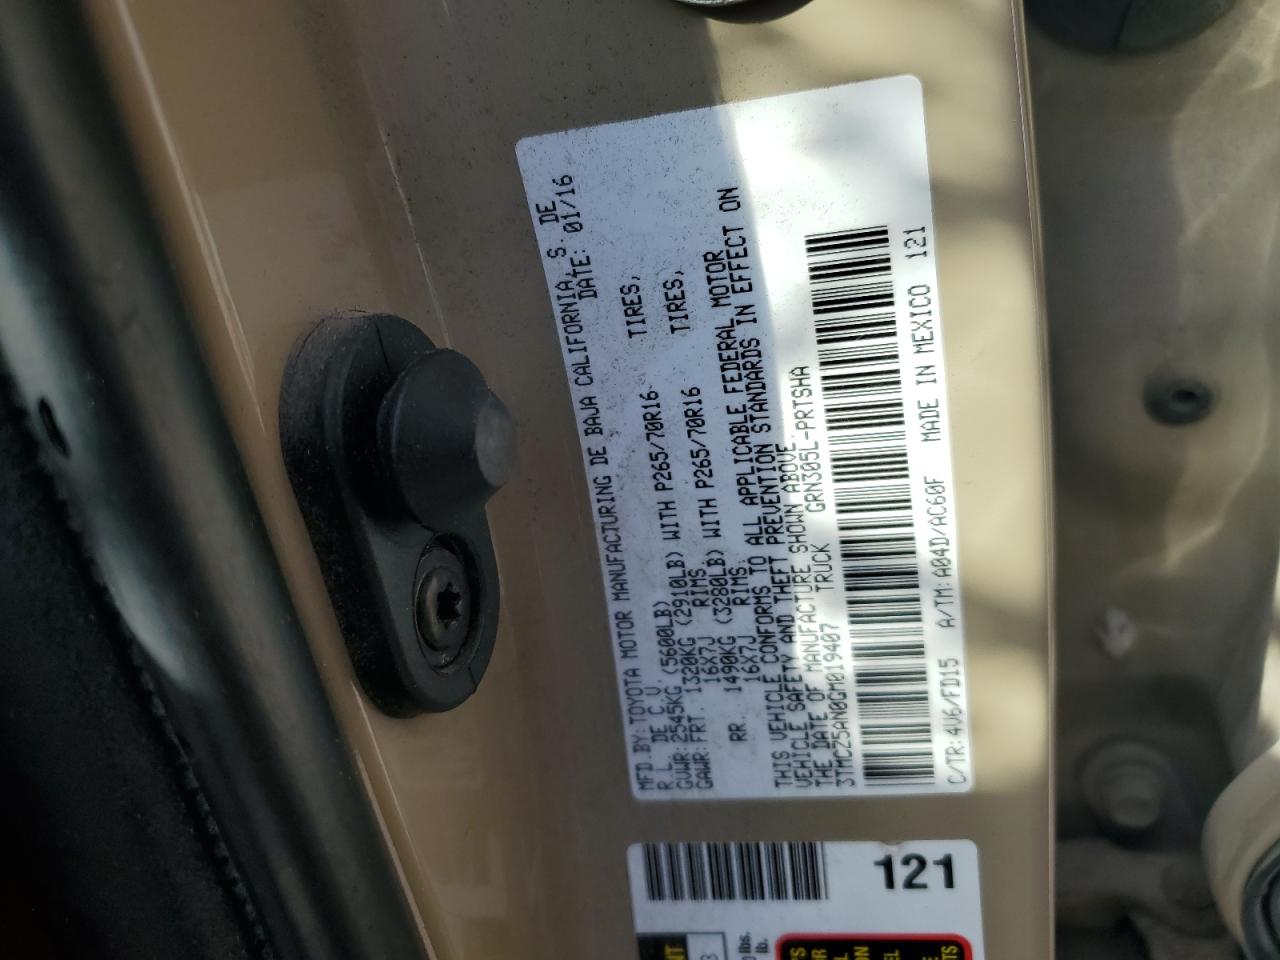 MFD.BY:TOYOTA MOTOR MANUFACTURING DE BAJA CALIFORNIA, S. DE
R.L. DE C.V DATE: 01/16
GVWR:2545KG (5600LB)
GAWR:FRT. 1320KG (2910LB) WITH P265/70R16 TIRES,
16X7J RIMS.
RR. 1490KG (3280LB) WITH P265/70R16 TIRES,
16X7J RIMS.
THIS VEHICLE CONFORMS TO ALL APPLICABLE FEDERAL MOTOR
VEHICLE SAFETY AND THEFT PREVENTION STANDARDS IN EFFECT ON
THE DATE OF MANUFACTURE SHOWN ABOVE.
3TMCZ5AN0GM019407 TRUCK GRN305L-PRTSHA
C/TR:4V6/FD15 A/TM:A04D/AC60F MADE IN MEXICO 121
121
lbs.
lb.